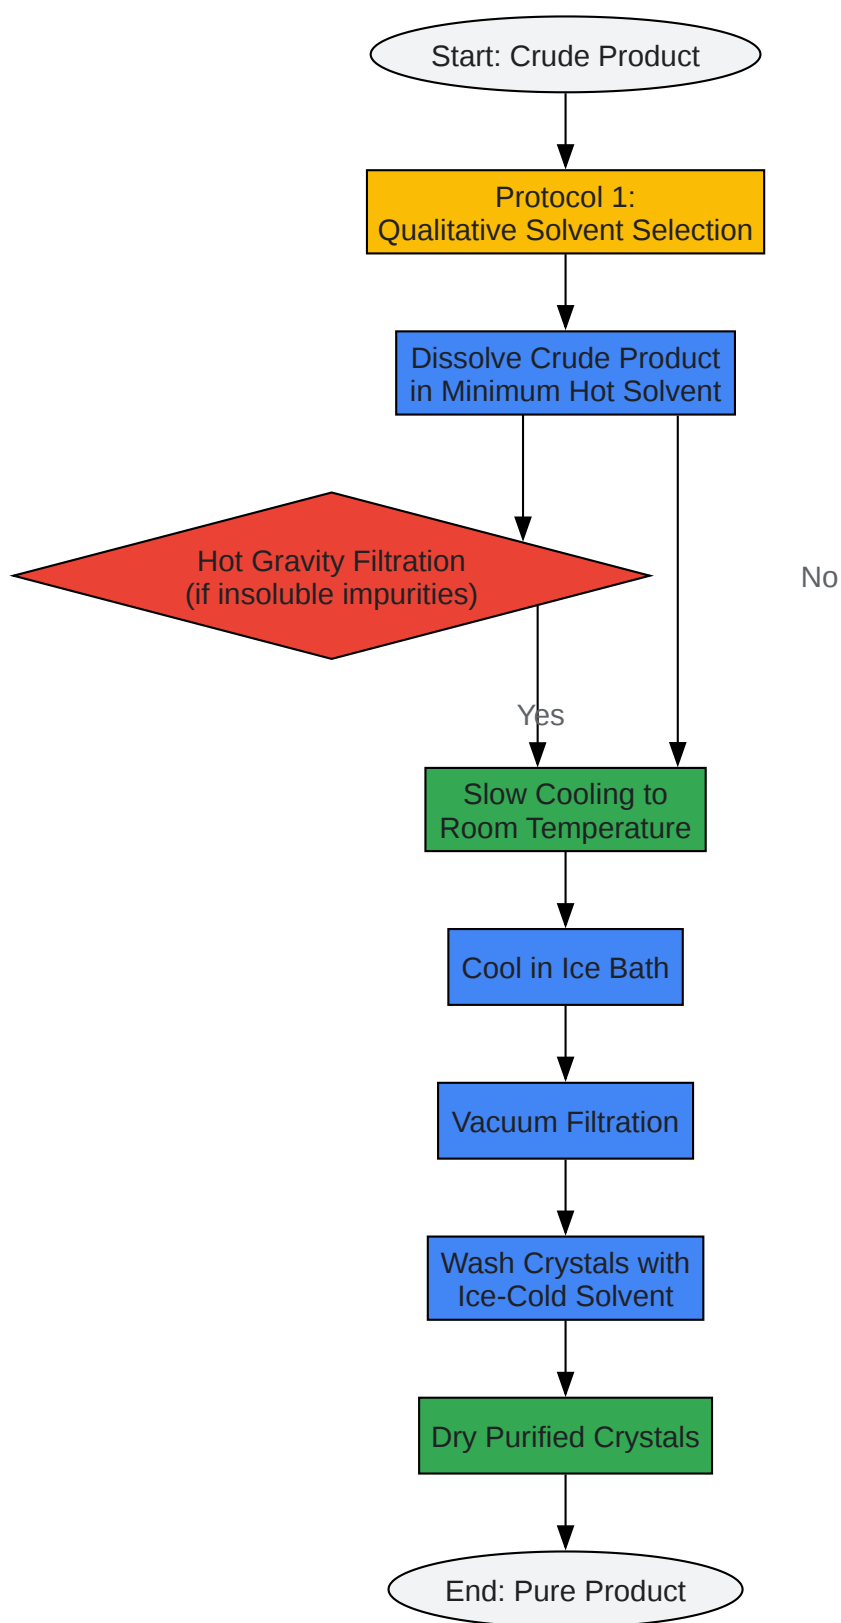 Start: Crude Product
Protocol 1:
Qualitative Solvent Selection
Dissolve Crude Product
in Minimum Hot Solvent
Hot Gravity Filtration
(if insoluble impurities)
No
Yes
Slow Cooling to
Room Temperature
Cool in Ice Bath
Vacuum Filtration
Wash Crystals with
Ice-Cold Solvent
Dry Purified Crystals
End: Pure Product